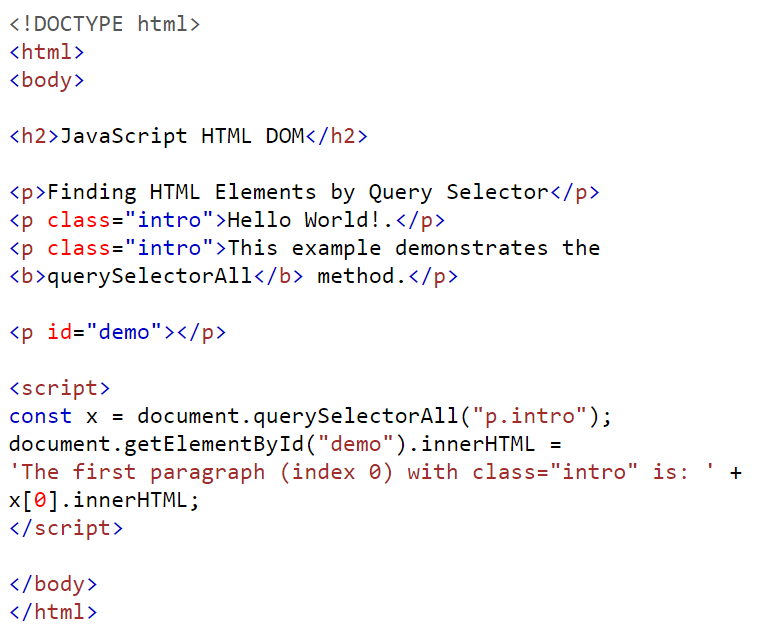 <!DOCTYPE html>
<html>
<body>
<h2>JavaScript HTML DOM</h2>
<p>Finding HTML Elements by Query Selector</p>
<p class="intro">Hello World!.</p>
<p class="intro">This example demonstrates the
<b>querySelectorAll</b> method.</p>
<p id="demo"></p>
<script>
const x = document.querySelectorAll("p.intro");
document.getElementById("demo").innerHTML =
'The first paragraph (index 0) with class="intro" is: ' +
x[0].innerHTML;
</script>
</body>
</html>